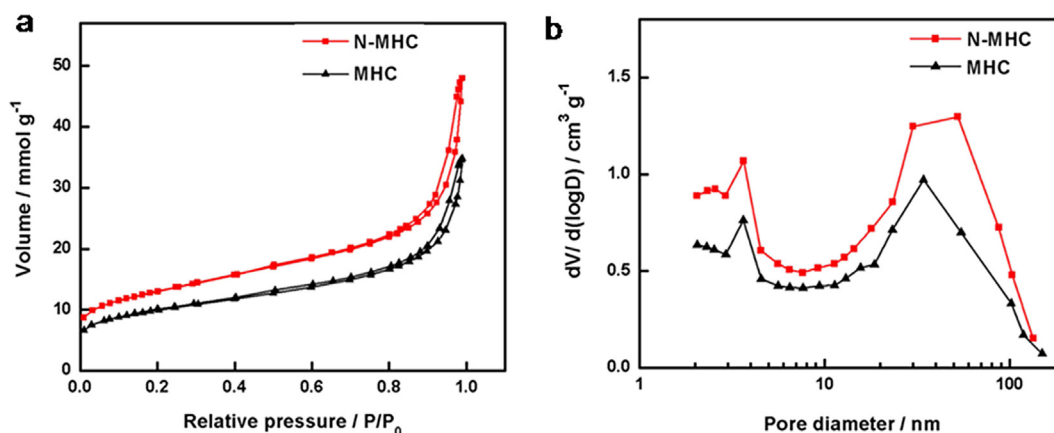 a
N-MHC
MHC
Volume / mmol g⁻¹
50
40
30
20
10
0
0.0 0.2 0.4 0.6 0.8 1.0
Relative pressure / P/P₀
b
N-MHC
MHC
dV/ d(logD) / cm³ g⁻¹
1.5
1.0
0.5
0.0
1 10 100
Pore diameter / nm